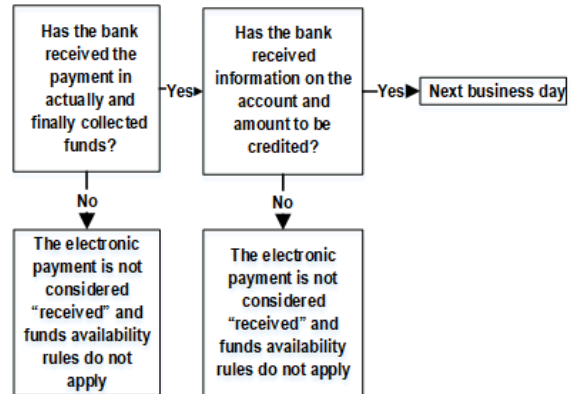 Has the bank
received the
payment in
actually and
finally collected
funds?
Yes
Has the bank
received
information on the
account and
amount to be
credited?
Yes
Next business day
No
No
The electronic
payment is not
considered
“received” and
funds availability
rules do not
apply
The electronic
payment is not
considered
“received” and
funds availability
rules do not apply